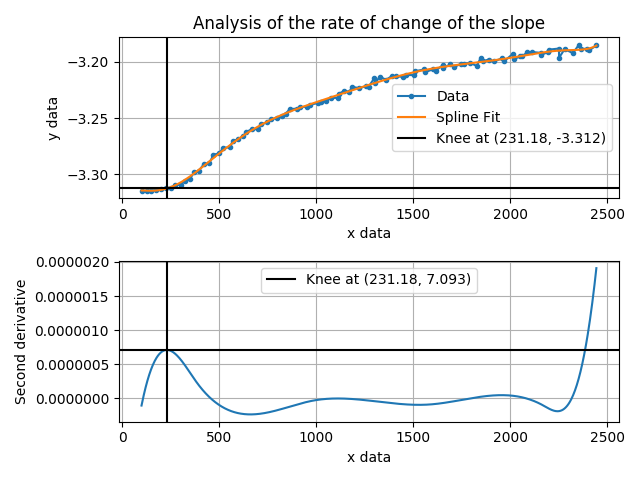 Analysis of the rate of change of the slope
−3.20
−3.25
−3.30
y data
Data
Spline Fit
Knee at (231.18, -3.312)
0 500 1000 1500 2000 2500
x data
0.0000020
0.0000015
0.0000010
0.0000005
0.0000000
Second derivative
Knee at (231.18, 7.093)
0 500 1000 1500 2000 2500
x data